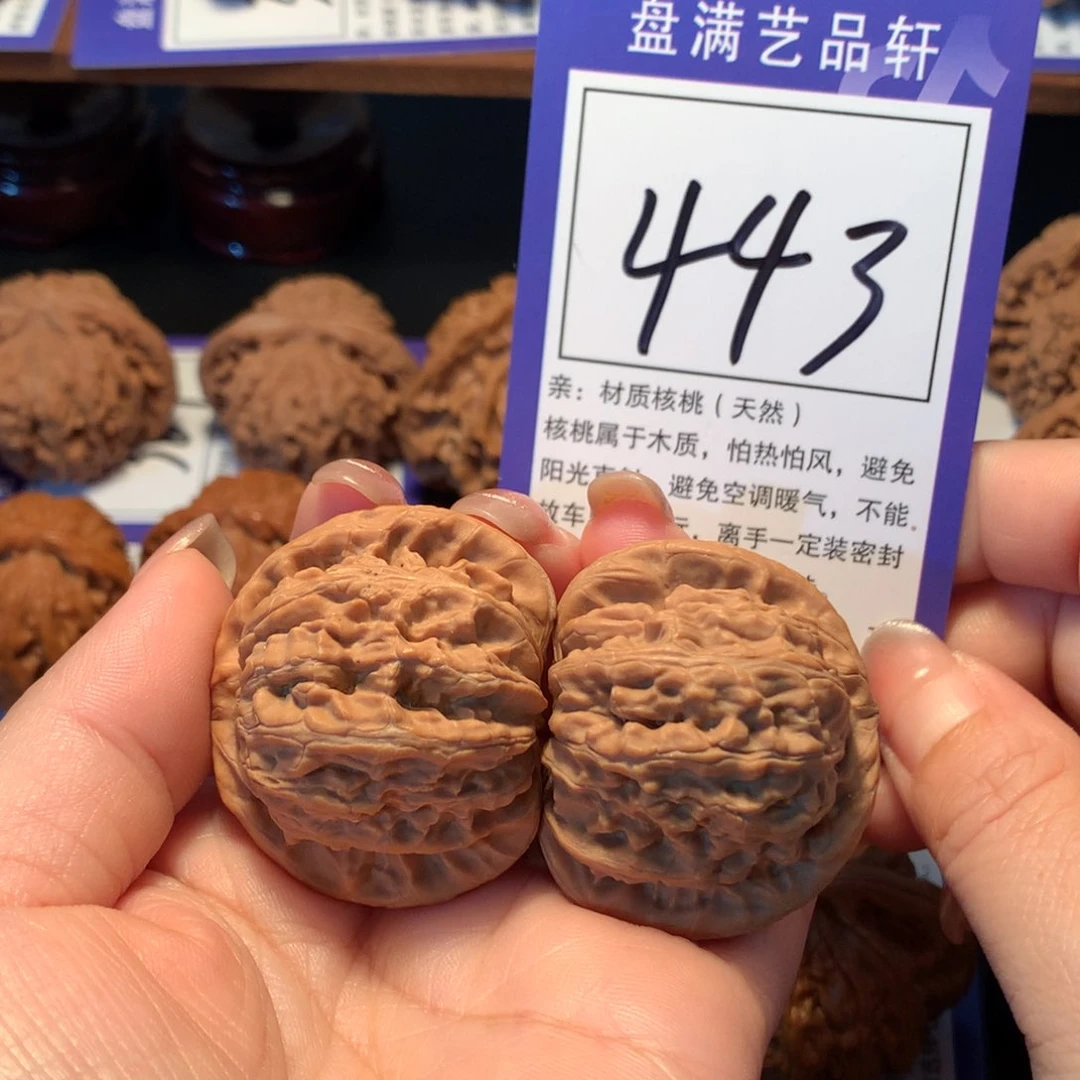 盘满艺品轩
443
亲：材质核桃（天然）
核桃属于木质，怕热怕风，避免
阳光 避免空调暖气，不能
放车 离手一定装密封